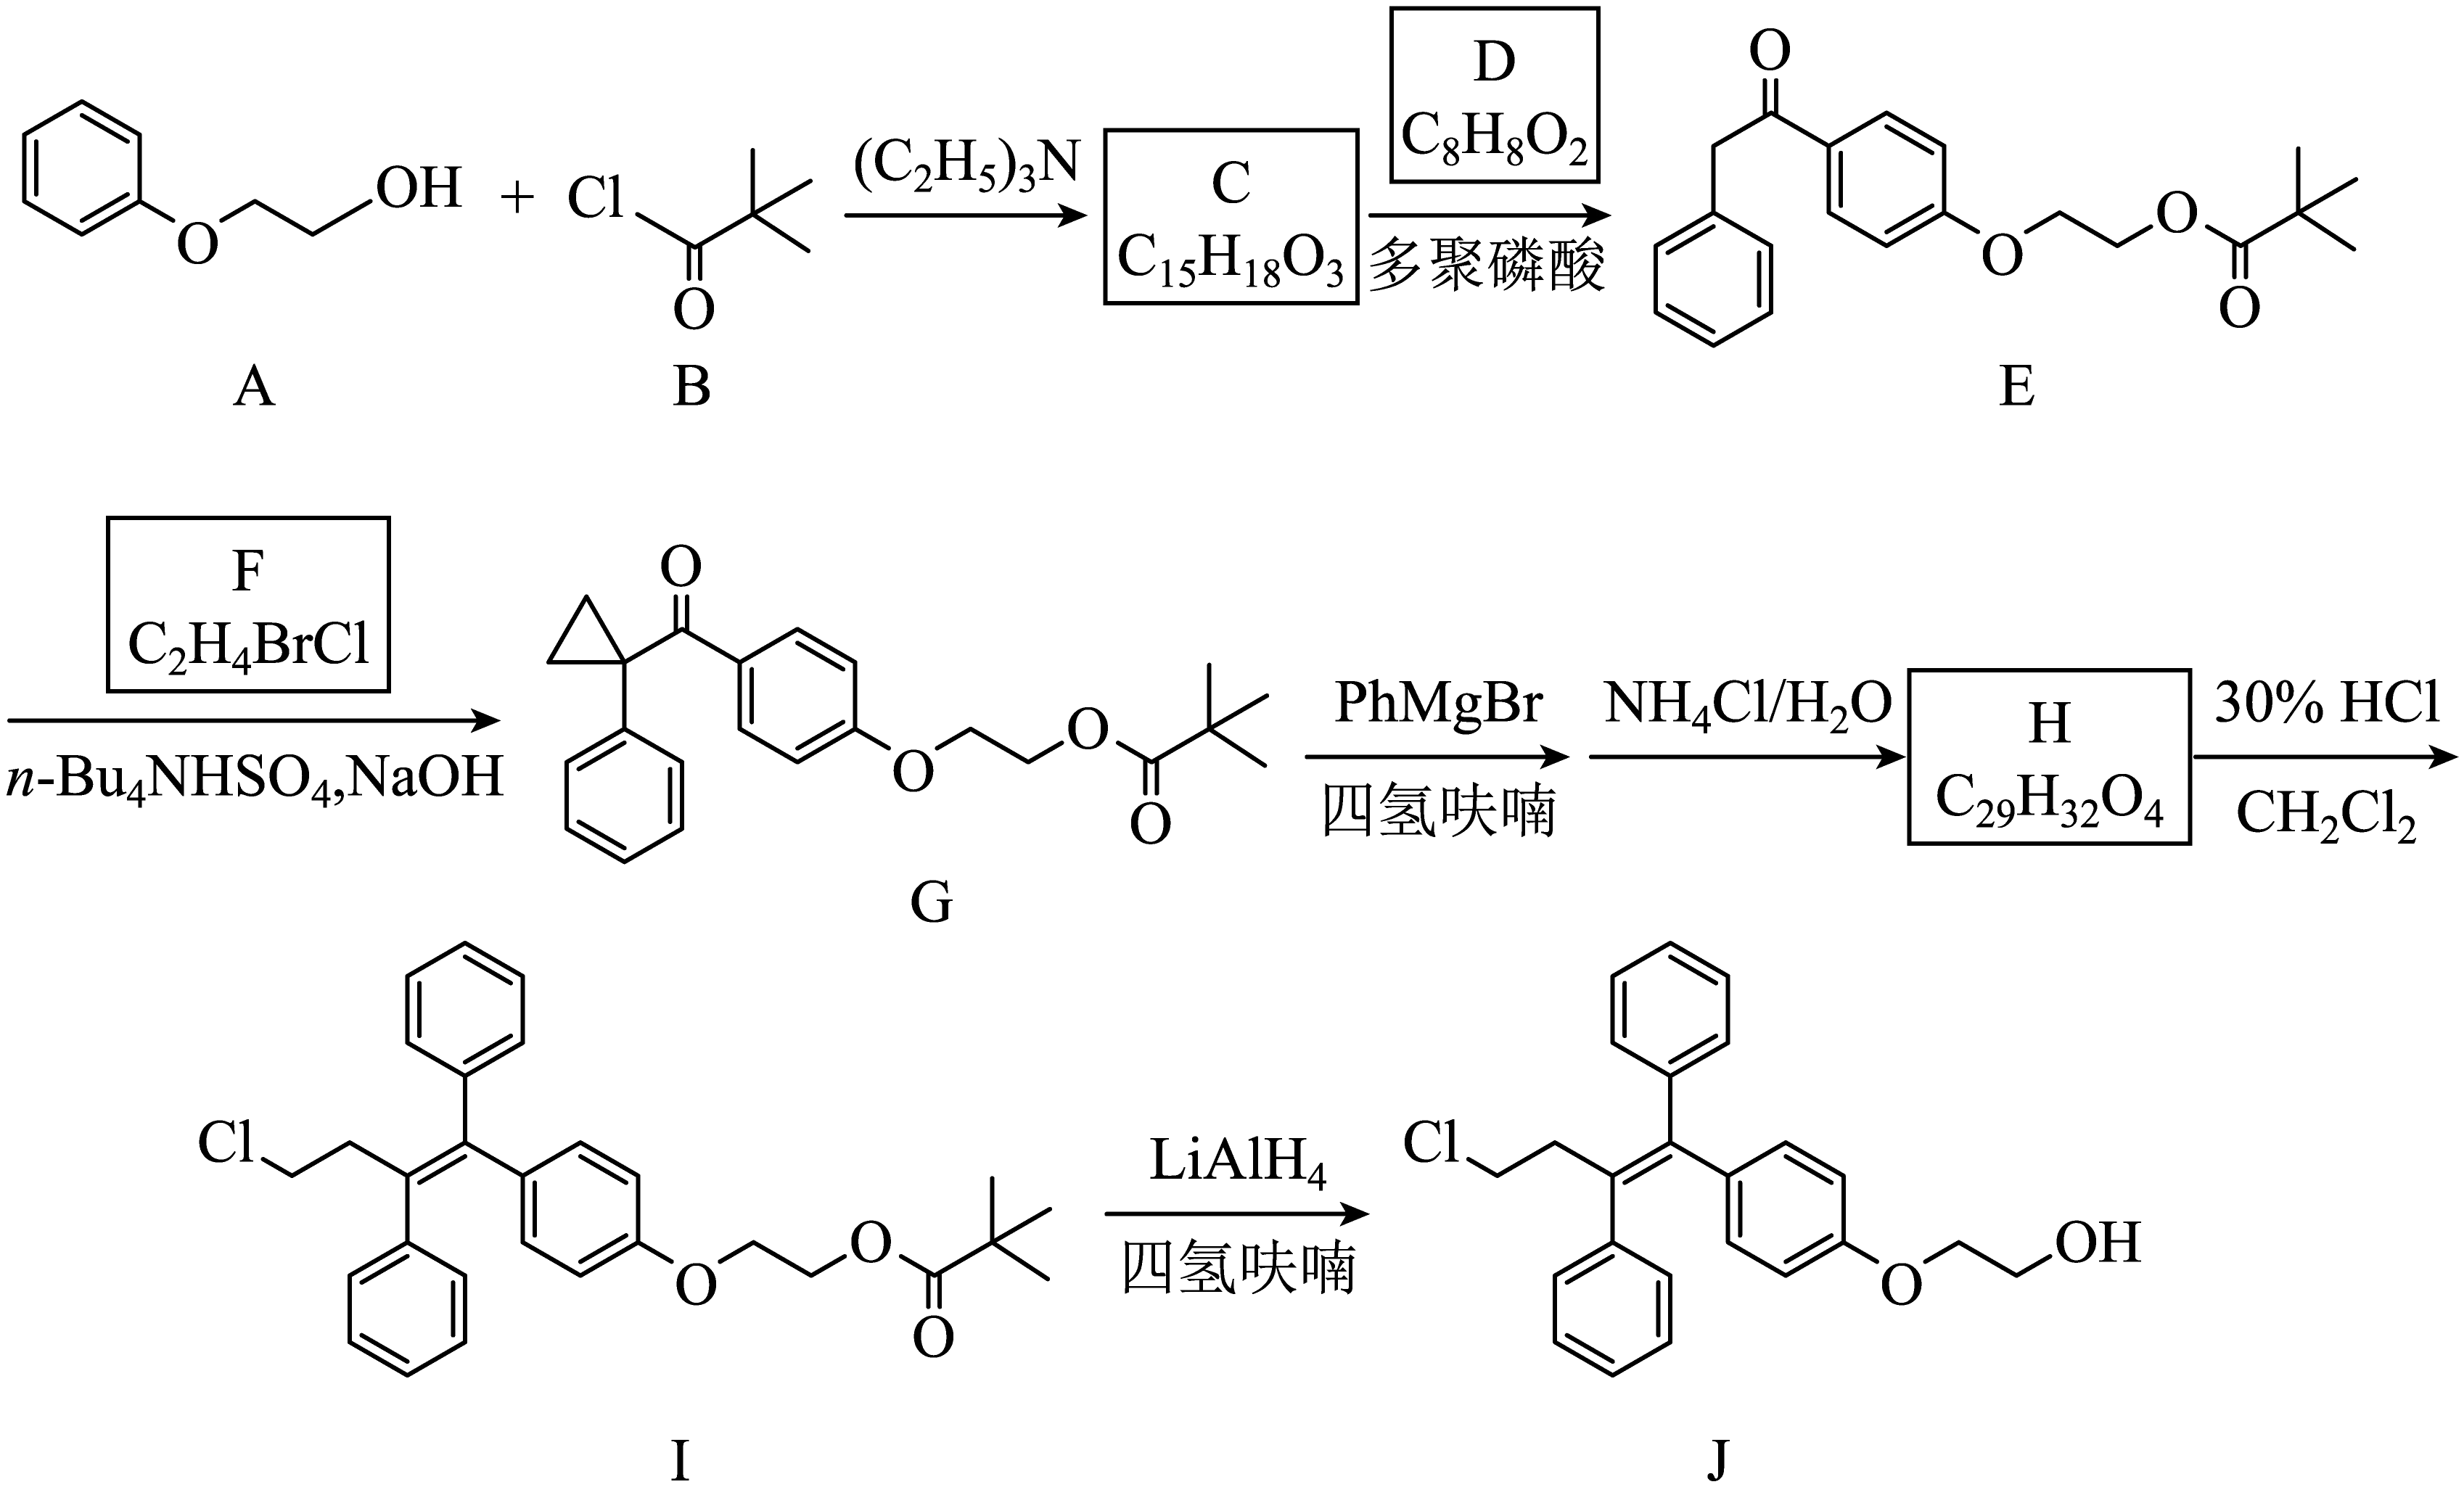 OH + Cl O O (C₂H₅)₃N C C₁₅H₁₈O₃ D C₈H₈O₂ 多聚磷酸 O O O O
A B E
F C₂H₄BrCl n-Bu₄NHSO₄,NaOH O O O O PhMgBr 四氢呋喃 NH₄Cl/H₂O H C₂₉H₃₂O₄ 30% HCl CH₂Cl₂
G
Cl O O O LiAlH₄ 四氢呋喃 Cl O OH
I J